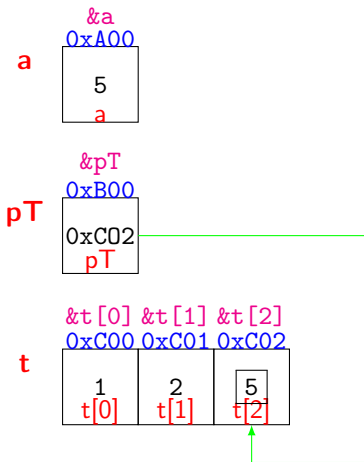 &a
0xA00
a
5
a
&pT
0xB00
pT
0xC02
pT
&t[0] &t[1] &t[2]
0xC00 0xC01 0xC02
t
1 2 5
t[0] t[1] t[2]